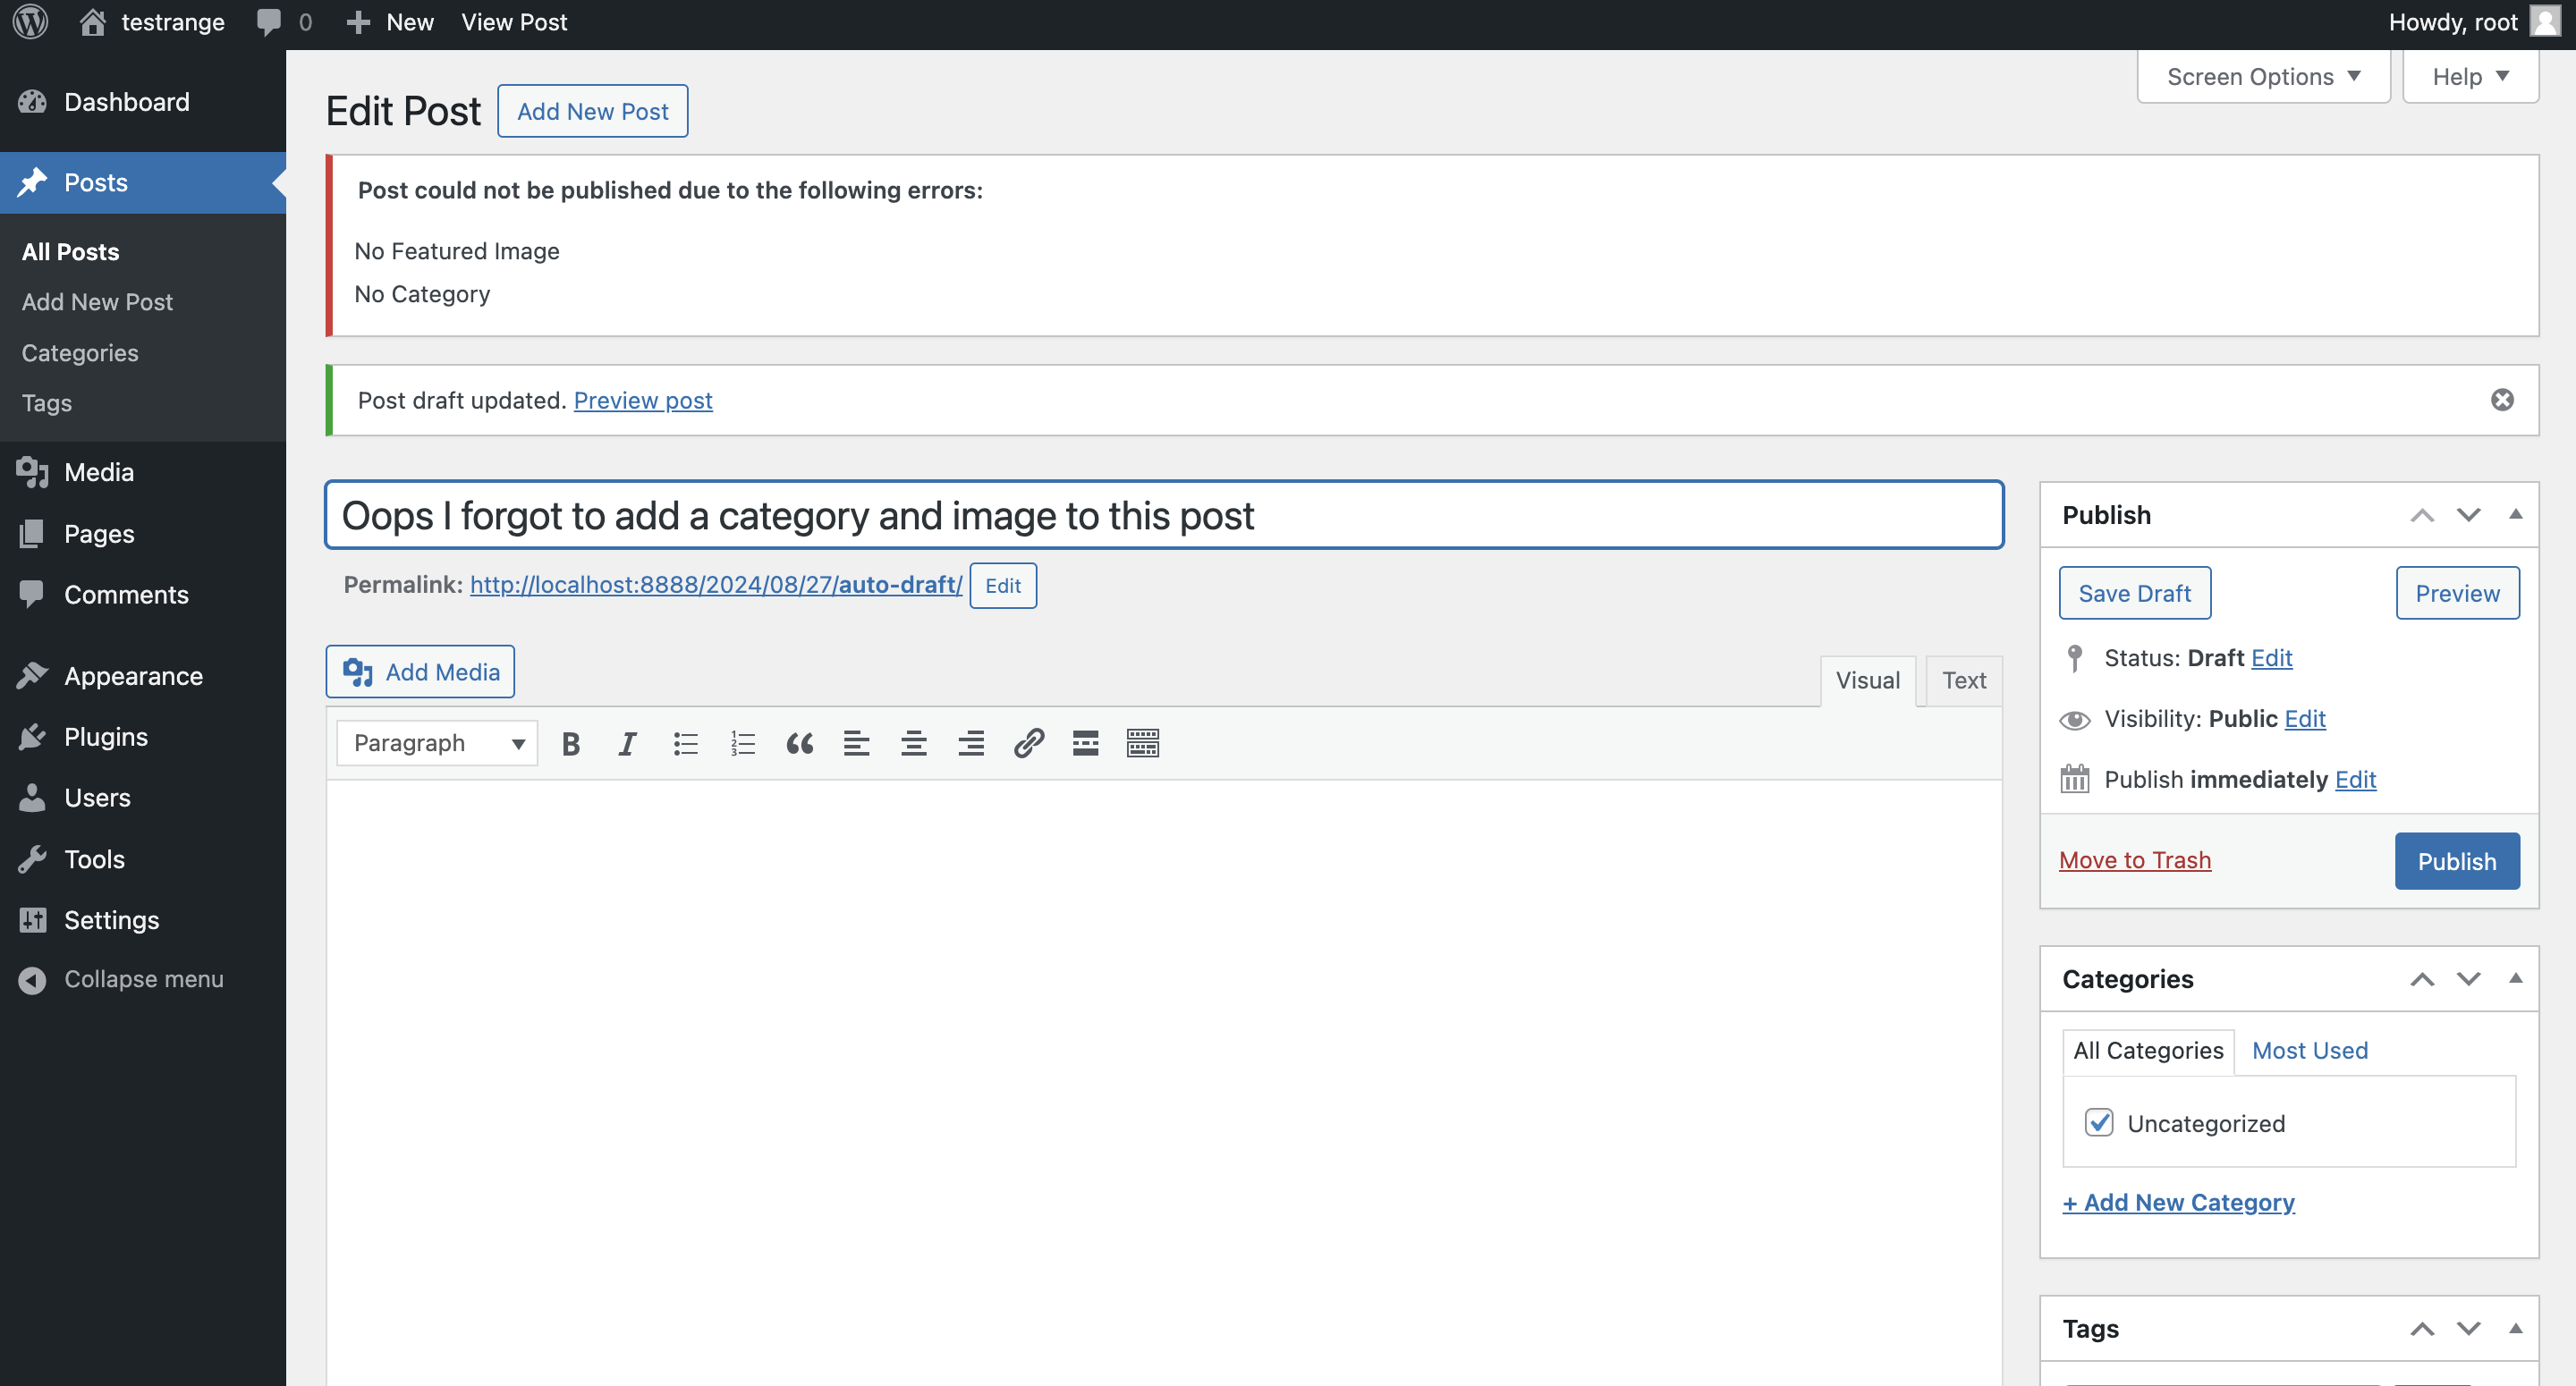 testrange 0 New View Post Howdy, root
Screen Options Help
Dashboard
Posts
All Posts
Add New Post
Categories
Tags
Media
Pages
Comments
Appearance
Plugins
Users
Tools
Settings
Collapse menu
Edit Post Add New Post
Post could not be published due to the following errors:
No Featured Image
No Category
Post draft updated. Preview post
Oops I forgot to add a category and image to this post
Permalink: http://localhost:8888/2024/08/27/auto-draft/ Edit
Add Media
Visual Text
Paragraph
Publish
Save Draft Preview
Status: Draft Edit
Visibility: Public Edit
Publish immediately Edit
Move to Trash Publish
Categories
All Categories Most Used
Uncategorized
+ Add New Category
Tags